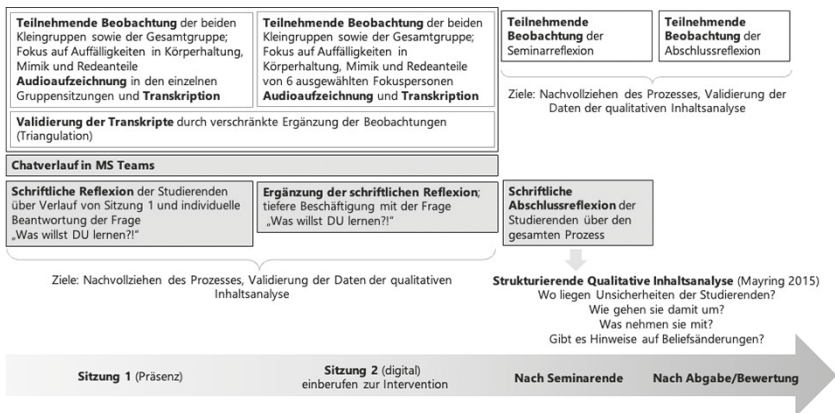 Teilnehmende Beobachtung der beiden
Kleingruppen sowie der Gesamtgruppe;
Fokus auf Auffälligkeiten in Körperhaltung,
Mimik und Redeanteile
Audioaufzeichnung in den einzelnen
Gruppensitzungen und Transkription
Teilnehmende Beobachtung der beiden
Kleingruppen sowie der Gesamtgruppe;
Fokus auf Auffälligkeiten in
Körperhaltung, Mimik und Redeanteile
von 6 ausgewählten Fokuspersonen
Audioaufzeichnung und Transkription
Teilnehmende
Beobachtung der
Seminarreflexion
Teilnehmende
Beobachtung der
Abschlussreflexion
Ziele: Nachvollziehen des Prozesses, Validierung der
Daten der qualitativen Inhaltsanalyse
Validierung der Transkripte durch verschränkte Ergänzung der Beobachtungen
(Triangulation)
Chatverlauf in MS Teams
Schriftliche Reflexion der Studierenden
über Verlauf von Sitzung 1 und individuelle
Beantwortung der Frage
„Was willst DU lernen?!“
Ergänzung der schriftlichen Reflexion;
tiefere Beschäftigung mit der Frage
„Was willst DU lernen?!“
Schriftliche
Abschlussreflexion der
Studierenden über den
gesamten Prozess
Ziele: Nachvollziehen des Prozesses, Validierung der Daten der qualitativen
Inhaltsanalyse
Strukturierende Qualitative Inhaltsanalyse (Mayring 2015)
Wo liegen Unsicherheiten der Studierenden?
Wie gehen sie damit um?
Was nehmen sie mit?
Gibt es Hinweise auf Beliefsänderungen?
Sitzung 1 (Präsenz)
Sitzung 2 (digital)
einberufen zur Intervention
Nach Seminarende
Nach Abgabe/Bewertung